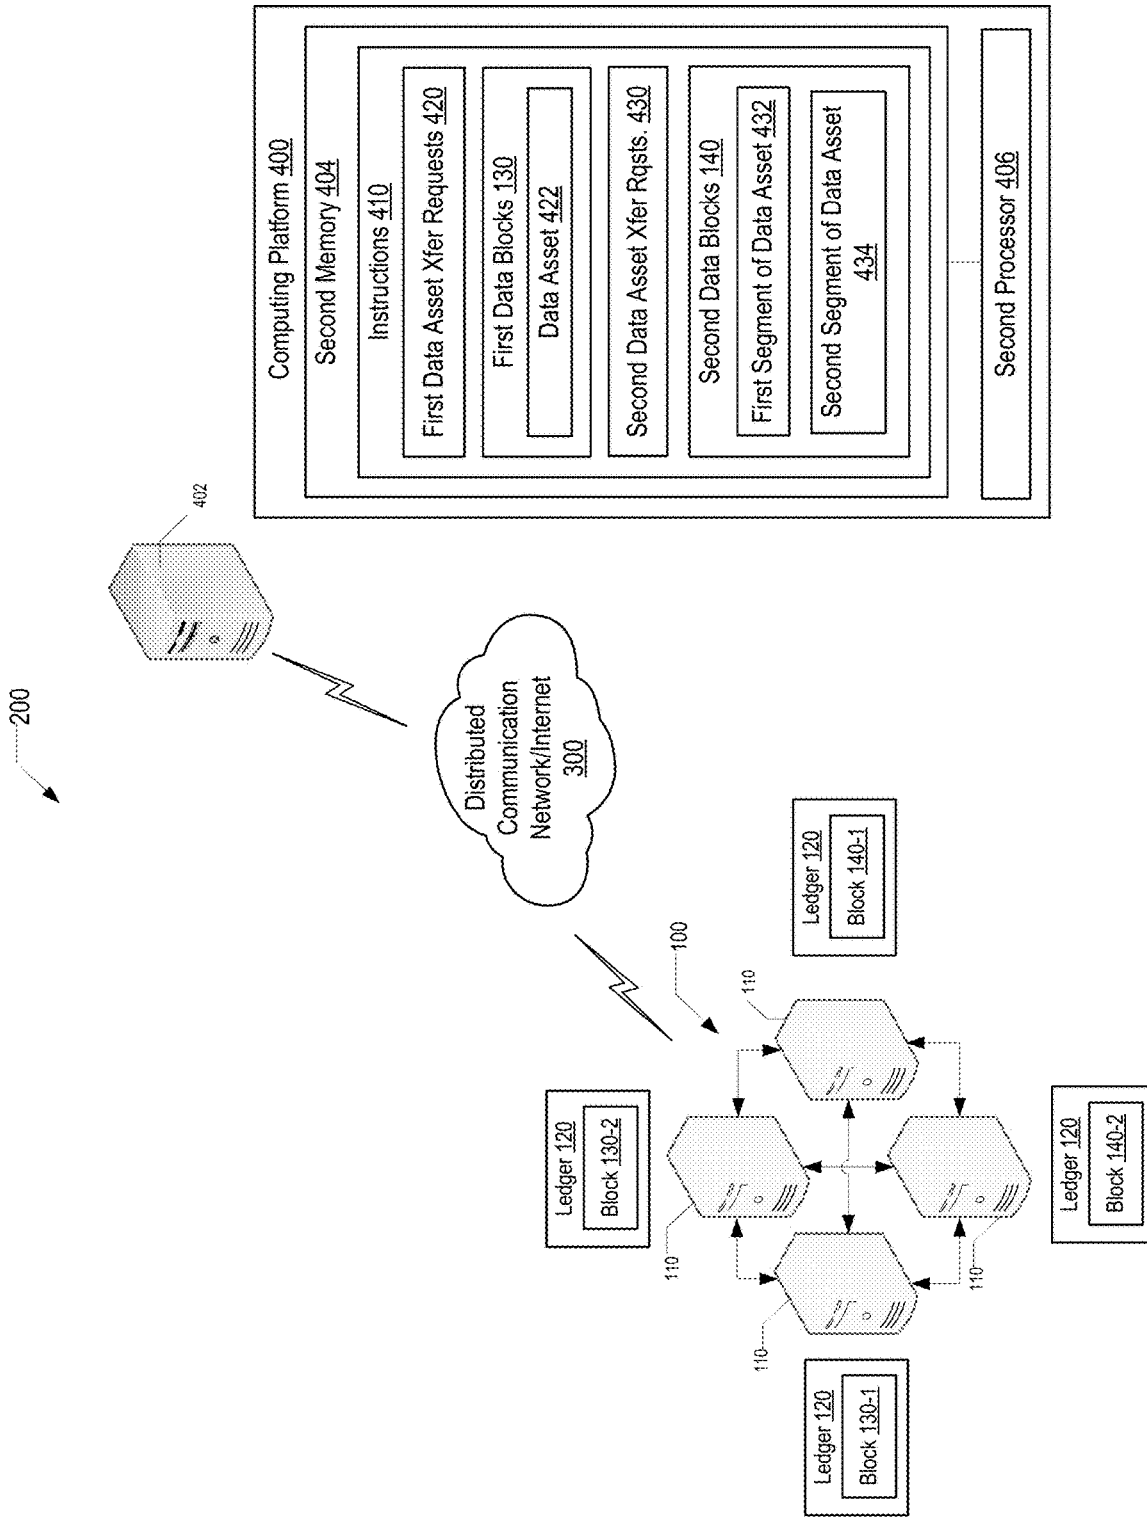 200
402
Computing Platform 400
Second Memory 404
Instructions 410
First Data Asset Xfer Requests 420
First Data Blocks 130
Data Asset 422
Second Data Asset Xfer Rqsts. 430
Second Data Blocks 140
First Segment of Data Asset 432
Second Segment of Data Asset
434
Second Processor 406
Distributed
Communication
Network/Internet
300
100
Ledger 120
Block 130-2
110
110
Ledger 120
Block 140-1
Ledger 120
Block 130-1
110
110
Ledger 120
Block 140-2